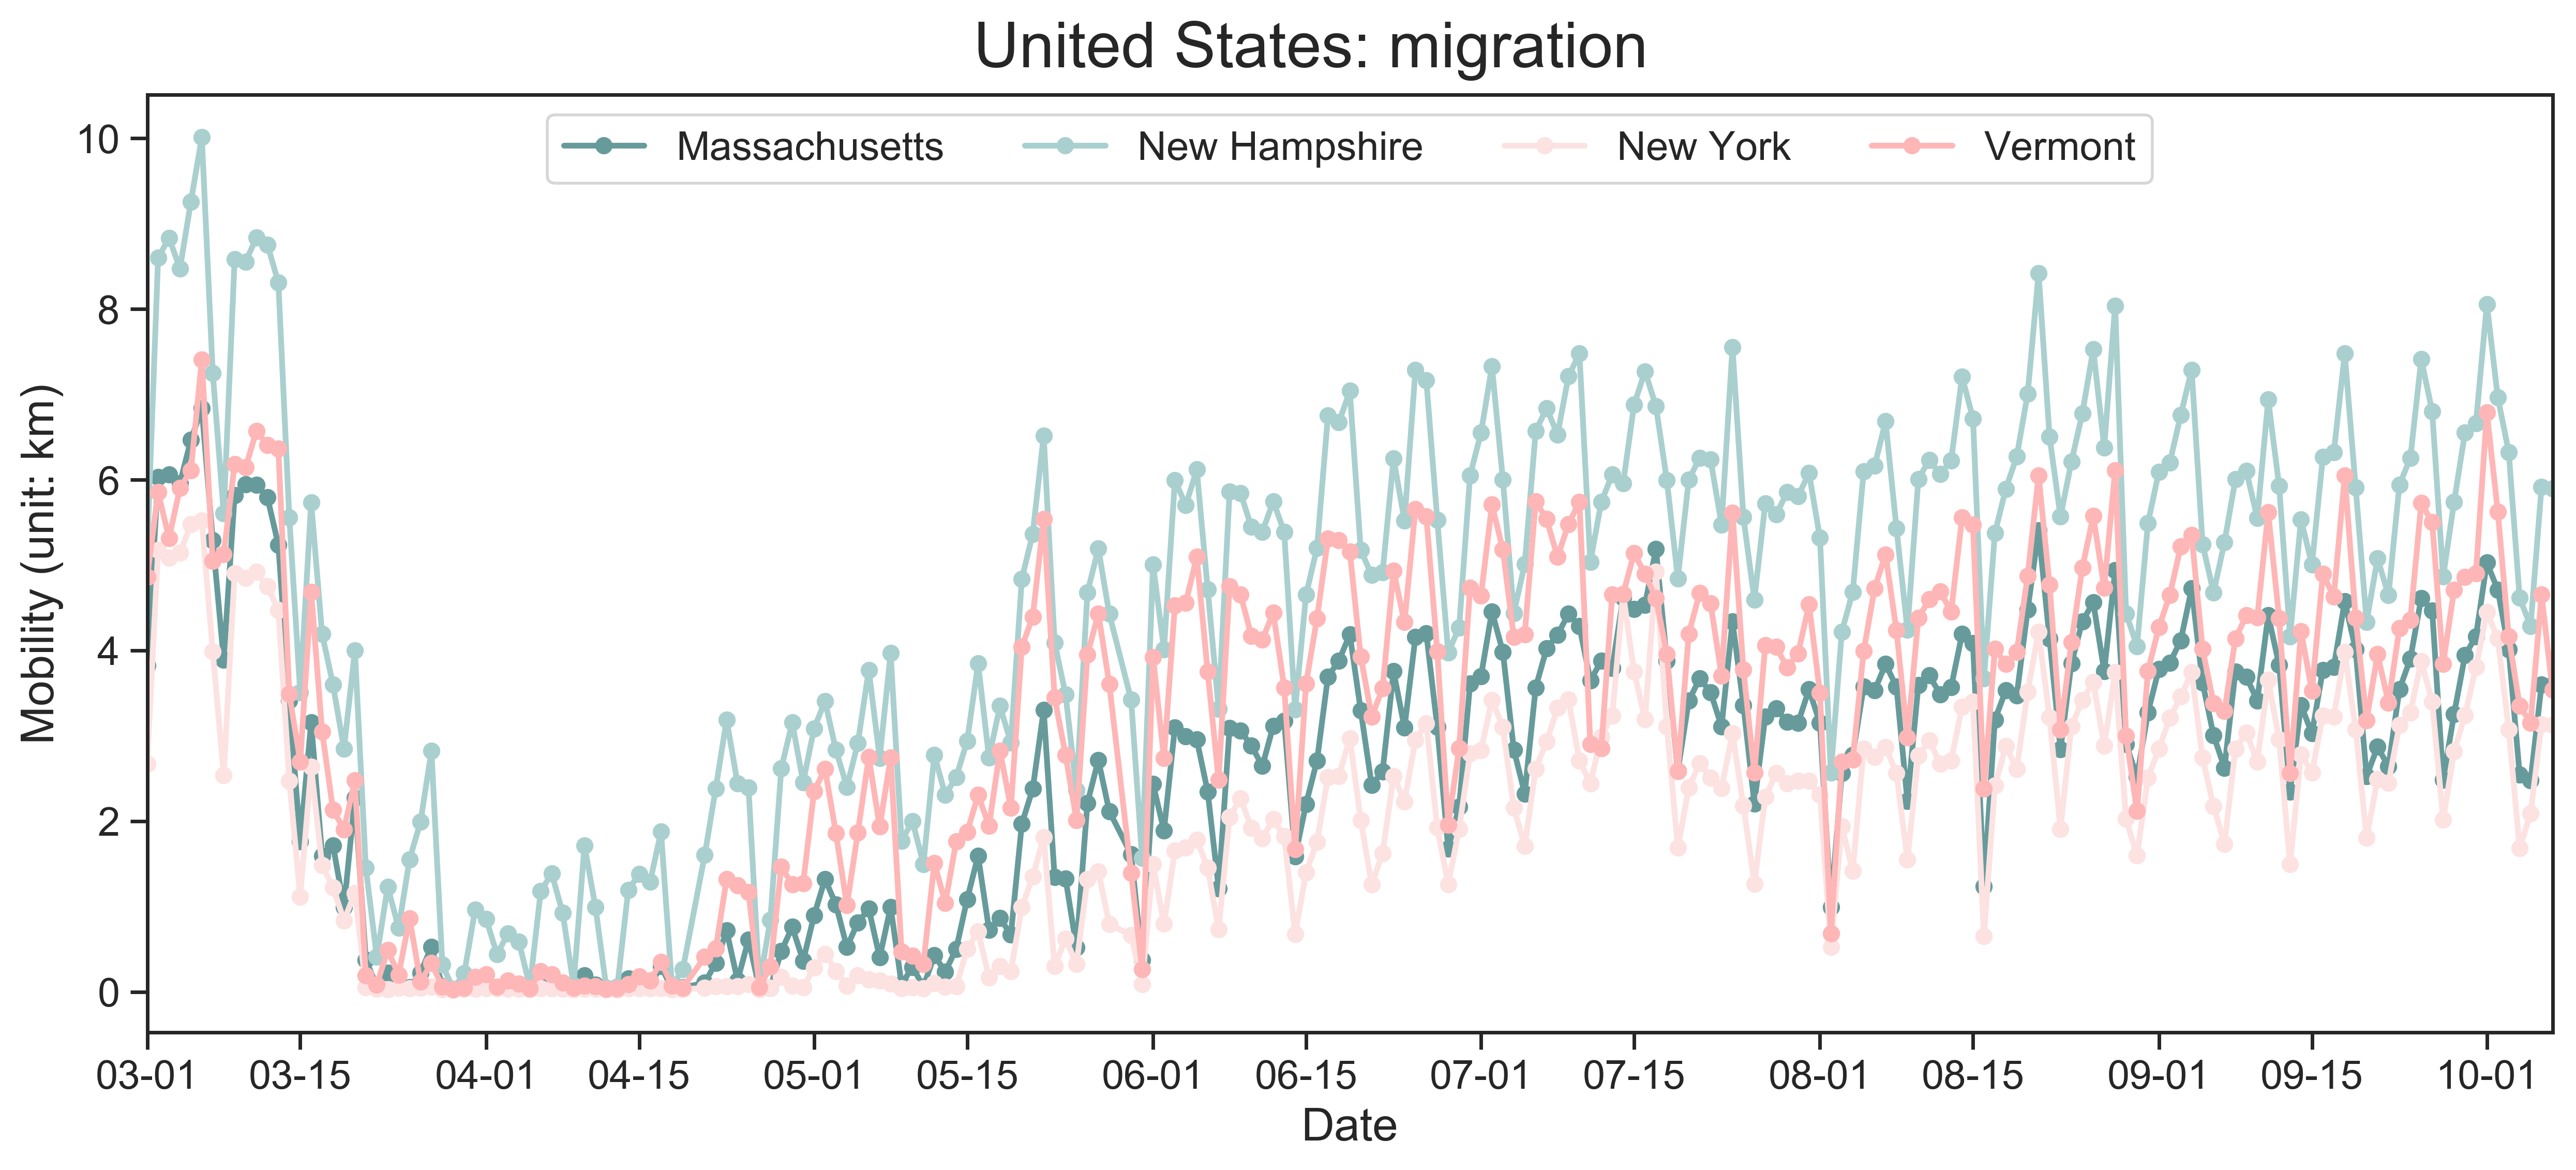 United States: migration
Massachusetts New Hampshire New York Vermont
Mobility (unit: km)
10
8
6
4
2
0
03-01 03-15 04-01 04-15 05-01 05-15 06-01 06-15 07-01 07-15 08-01 08-15 09-01 09-15 10-01
Date